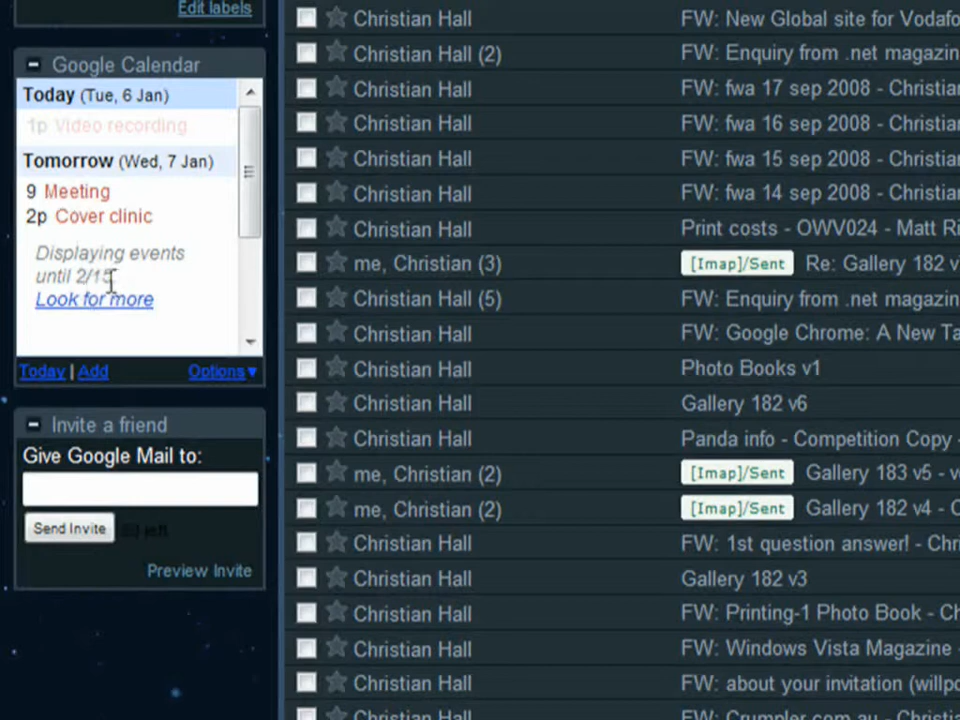 Edit labels
Google Calendar
Today (Tue, 6 Jan)
1p Video recording
Tomorrow (Wed, 7 Jan)
9 Meeting
2p Cover clinic
Displaying events
until 2/15
Look for more
Today | Add Options▼
Invite a friend
Give Google Mail to:
Send Invite left
Preview Invite
Christian Hall FW: New Global site for Vodafo
Christian Hall (2) FW: Enquiry from .net magazin
Christian Hall FW: fwa 17 sep 2008 - Christia
Christian Hall FW: fwa 16 sep 2008 - Christia
Christian Hall FW: fwa 15 sep 2008 - Christia
Christian Hall FW: fwa 14 sep 2008 - Christia
Christian Hall Print costs - OWV024 - Matt Ri
me, Christian (3) [Imap]/Sent Re: Gallery 182 v
Christian Hall (5) FW: Enquiry from .net magazin
Christian Hall FW: Google Chrome: A New Ta
Christian Hall Photo Books v1
Christian Hall Gallery 182 v6
Christian Hall Panda info - Competition Copy -
me, Christian (2) [Imap]/Sent Gallery 183 v5 - v
me, Christian (2) [Imap]/Sent Gallery 182 v4 - C
Christian Hall FW: 1st question answer! - Chri
Christian Hall Gallery 182 v3
Christian Hall FW: Printing-1 Photo Book - Ch
Christian Hall FW: Windows Vista Magazine -
Christian Hall FW: about your invitation (willpo
Christian Hall FW: Crumpler.com.au - Christia